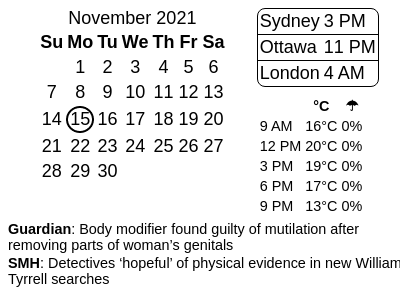 November 2021
Su Mo Tu We Th Fr Sa
1 2 3 4 5 6
7 8 9 10 11 12 13
14 15 16 17 18 19 20
21 22 23 24 25 26 27
28 29 30
Sydney 3 PM
Ottawa 11 PM
London 4 AM
°C ☂
9 AM 16°C 0%
12 PM 20°C 0%
3 PM 19°C 0%
6 PM 17°C 0%
9 PM 13°C 0%
Guardian: Body modifier found guilty of mutilation after
removing parts of woman’s genitals
SMH: Detectives ‘hopeful’ of physical evidence in new William
Tyrrell searches